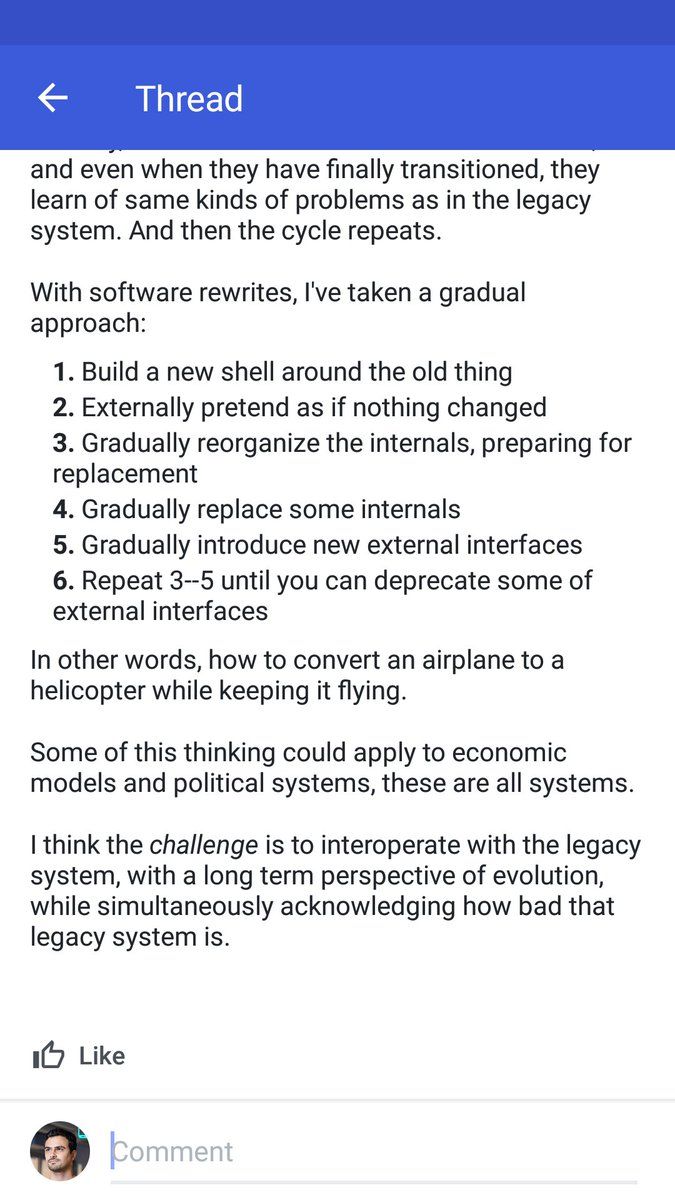 Thread
and even when they have finally transitioned, they
learn of same kinds of problems as in the legacy
system. And then the cycle repeats.
With software rewrites, I've taken a gradual
approach:
1. Build a new shell around the old thing
2. Externally pretend as if nothing changed
3. Gradually reorganize the internals, preparing for
replacement
4. Gradually replace some internals
5. Gradually introduce new external interfaces
6. Repeat 3--5 until you can deprecate some of
external interfaces
In other words, how to convert an airplane to a
helicopter while keeping it flying.
Some of this thinking could apply to economic
models and political systems, these are all systems.
I think the challenge is to interoperate with the legacy
system, with a long term perspective of evolution,
while simultaneously acknowledging how bad that
legacy system is.
Like
Comment